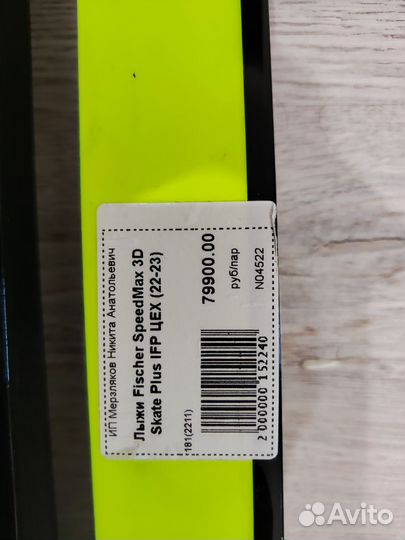 ИП Мерзляков Никита Анатольевич
Лыжи Fischer SpeedMax 3D
Skate Plus IFP ЦЕХ (22-23)
79900.00
руб/пар
181(2211)
2 000000 152240
N04522
Avito